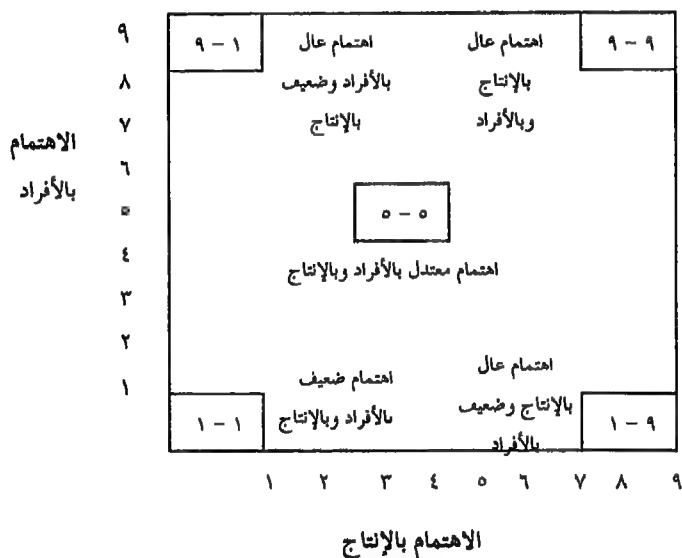 ٩
٨
٧
٦
٥
٤
٣
٢
١
الاهتمام
بالأفراد
٩ – ١
اهتمام عال
بالأفراد وضعيف
بالإنتاج
اهتمام عال
بالإنتاج
وبالأفراد
٩ – ٩
٥ – ٥
اهتمام معتدل بالأفراد وبالإنتاج
١ – ١
اهتمام ضعيف
بالأفراد وبالإنتاج
اهتمام عال
بالإنتاج وضعيف
بالأفراد
١ – ٩
١ ٢ ٣ ٤ ٥ ٦ ٧ ٨ ٩
الاهتمام بالإنتاج